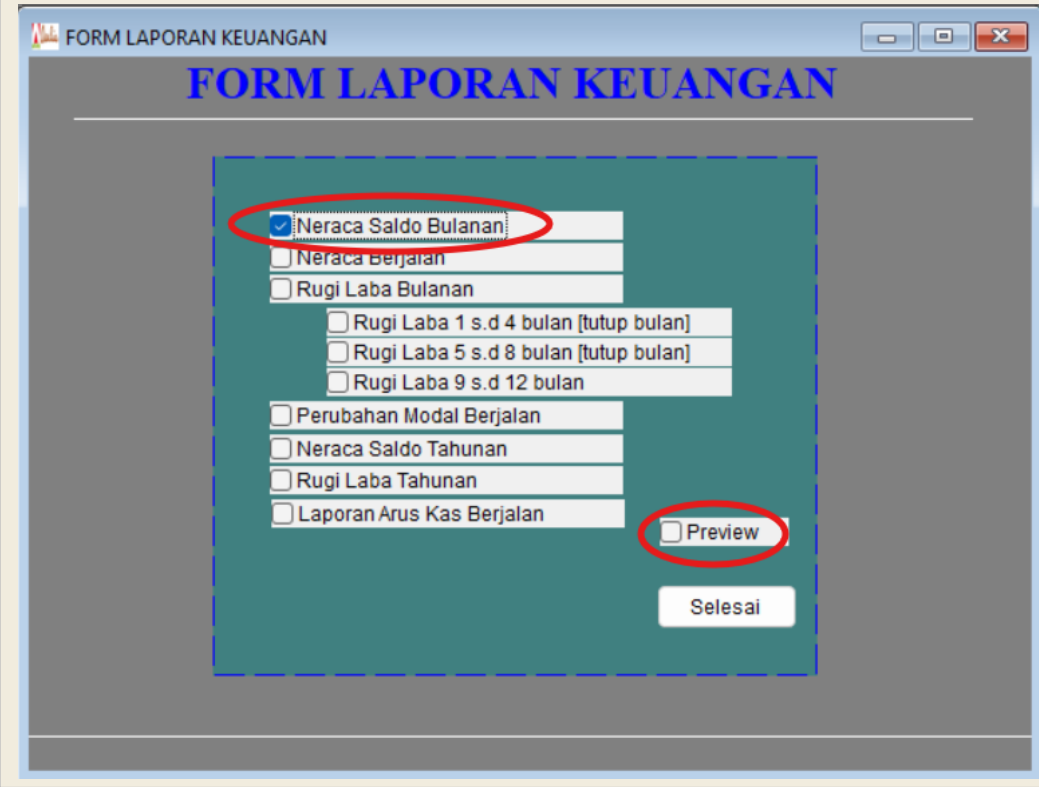 FORM LAPORAN KEUANGAN
FORM LAPORAN KEUANGAN
Neraca Saldo Bulanan
Neraca Berjalan
Rugi Laba Bulanan
Rugi Laba 1 s.d 4 bulan [tutup bulan]
Rugi Laba 5 s.d 8 bulan [tutup bulan]
Rugi Laba 9 s.d 12 bulan
Perubahan Modal Berjalan
Neraca Saldo Tahunan
Rugi Laba Tahunan
Laporan Arus Kas Berjalan
Preview
Selesai